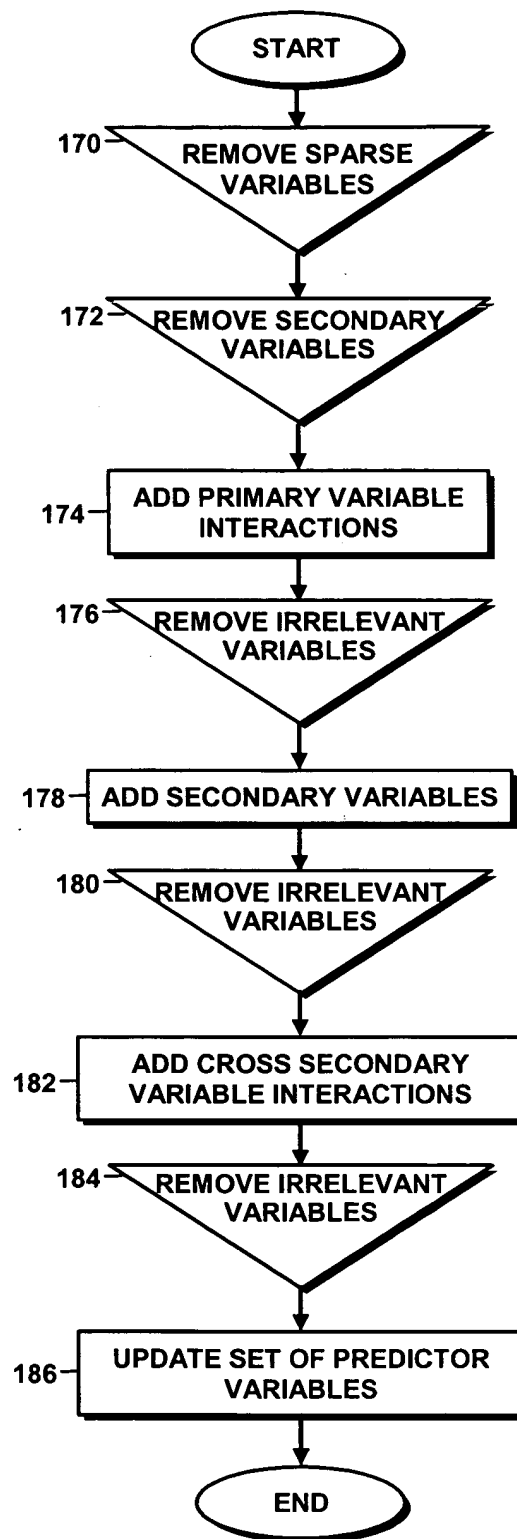 START
170
REMOVE SPARSE
VARIABLES
172
REMOVE SECONDARY
VARIABLES
174
ADD PRIMARY VARIABLE
INTERACTIONS
176
REMOVE IRRELEVANT
VARIABLES
178
ADD SECONDARY VARIABLES
180
REMOVE IRRELEVANT
VARIABLES
182
ADD CROSS SECONDARY
VARIABLE INTERACTIONS
184
REMOVE IRRELEVANT
VARIABLES
186
UPDATE SET OF PREDICTOR
VARIABLES
END